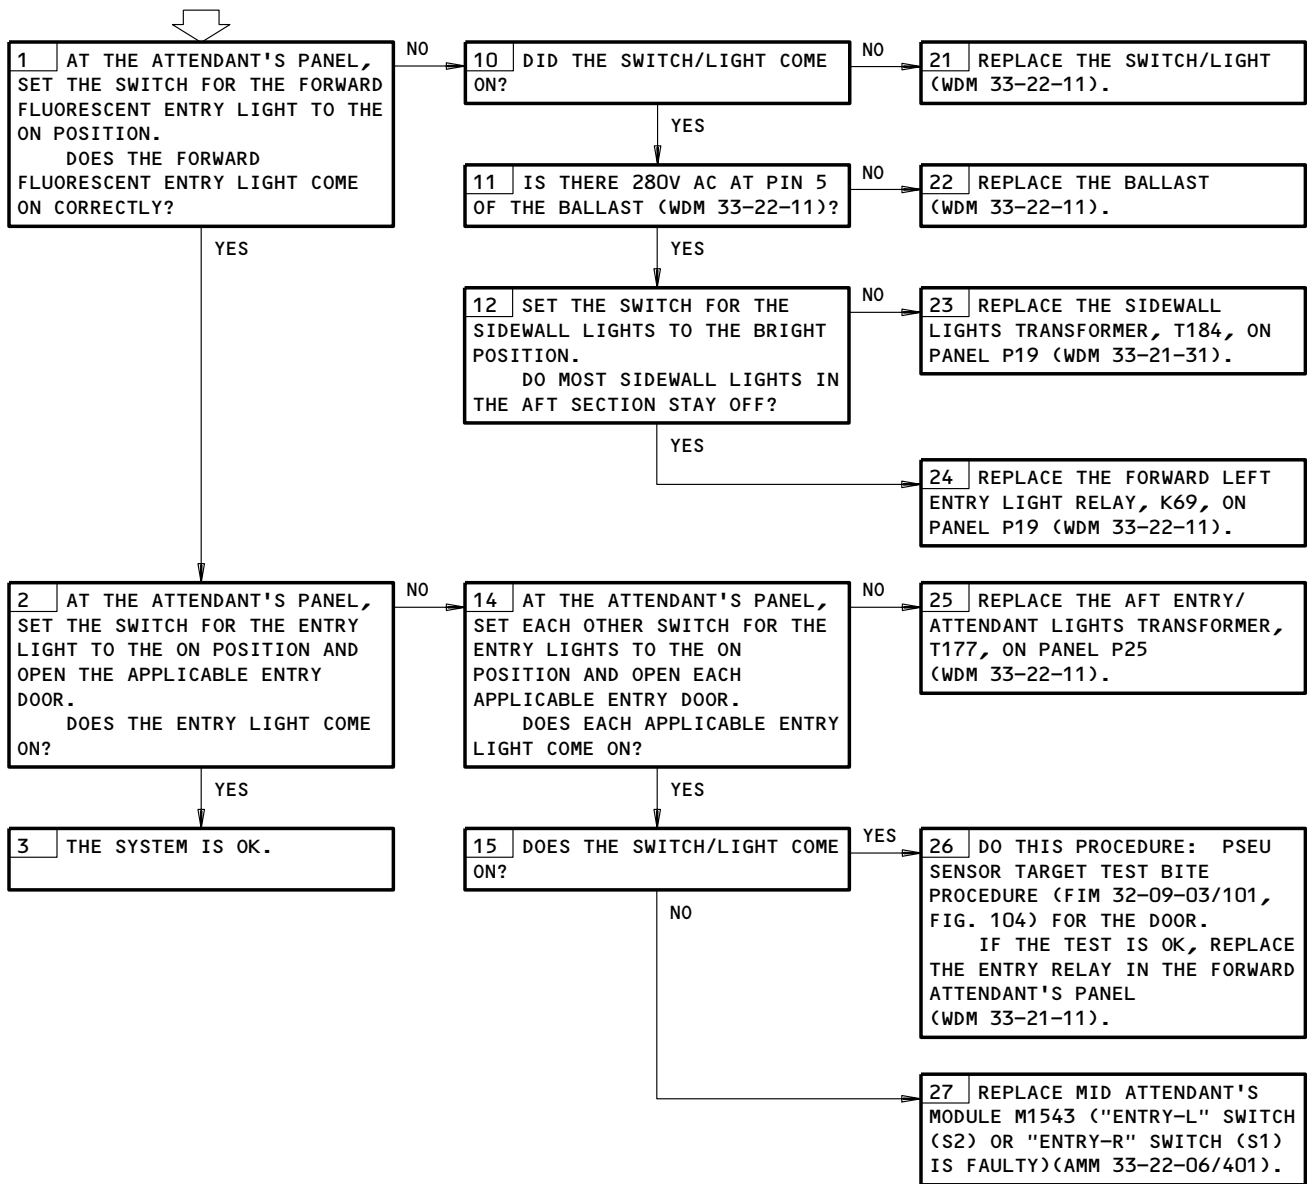 1 AT THE ATTENDANT'S PANEL,
SET THE SWITCH FOR THE FORWARD
FLUORESCENT ENTRY LIGHT TO THE
ON POSITION.
DOES THE FORWARD
FLUORESCENT ENTRY LIGHT COME
ON CORRECTLY?
NO
10 DID THE SWITCH/LIGHT COME
ON?
NO
21 REPLACE THE SWITCH/LIGHT
(WDM 33-22-11).
YES
11 IS THERE 280V AC AT PIN 5
OF THE BALLAST (WDM 33-22-11)?
NO
22 REPLACE THE BALLAST
(WDM 33-22-11).
YES
YES
12 SET THE SWITCH FOR THE
SIDEWALL LIGHTS TO THE BRIGHT
POSITION.
DO MOST SIDEWALL LIGHTS IN
THE AFT SECTION STAY OFF?
NO
23 REPLACE THE SIDEWALL
LIGHTS TRANSFORMER, T184, ON
PANEL P19 (WDM 33-21-31).
YES
24 REPLACE THE FORWARD LEFT
ENTRY LIGHT RELAY, K69, ON
PANEL P19 (WDM 33-22-11).
2 AT THE ATTENDANT'S PANEL,
SET THE SWITCH FOR THE ENTRY
LIGHT TO THE ON POSITION AND
OPEN THE APPLICABLE ENTRY
DOOR.
DOES THE ENTRY LIGHT COME
ON?
NO
14 AT THE ATTENDANT'S PANEL,
SET EACH OTHER SWITCH FOR THE
ENTRY LIGHTS TO THE ON
POSITION AND OPEN EACH
APPLICABLE ENTRY DOOR.
DOES EACH APPLICABLE ENTRY
LIGHT COME ON?
NO
25 REPLACE THE AFT ENTRY/
ATTENDANT LIGHTS TRANSFORMER,
T177, ON PANEL P25
(WDM 33-22-11).
YES
YES
3 THE SYSTEM IS OK.
15 DOES THE SWITCH/LIGHT COME
ON?
YES
26 DO THIS PROCEDURE: PSEU
SENSOR TARGET TEST BITE
PROCEDURE (FIM 32-09-03/101,
FIG. 104) FOR THE DOOR.
IF THE TEST IS OK, REPLACE
THE ENTRY RELAY IN THE FORWARD
ATTENDANT'S PANEL
(WDM 33-21-11).
NO
27 REPLACE MID ATTENDANT'S
MODULE M1543 ("ENTRY-L" SWITCH
(S2) OR "ENTRY-R" SWITCH (S1)
IS FAULTY)(AMM 33-22-06/401).